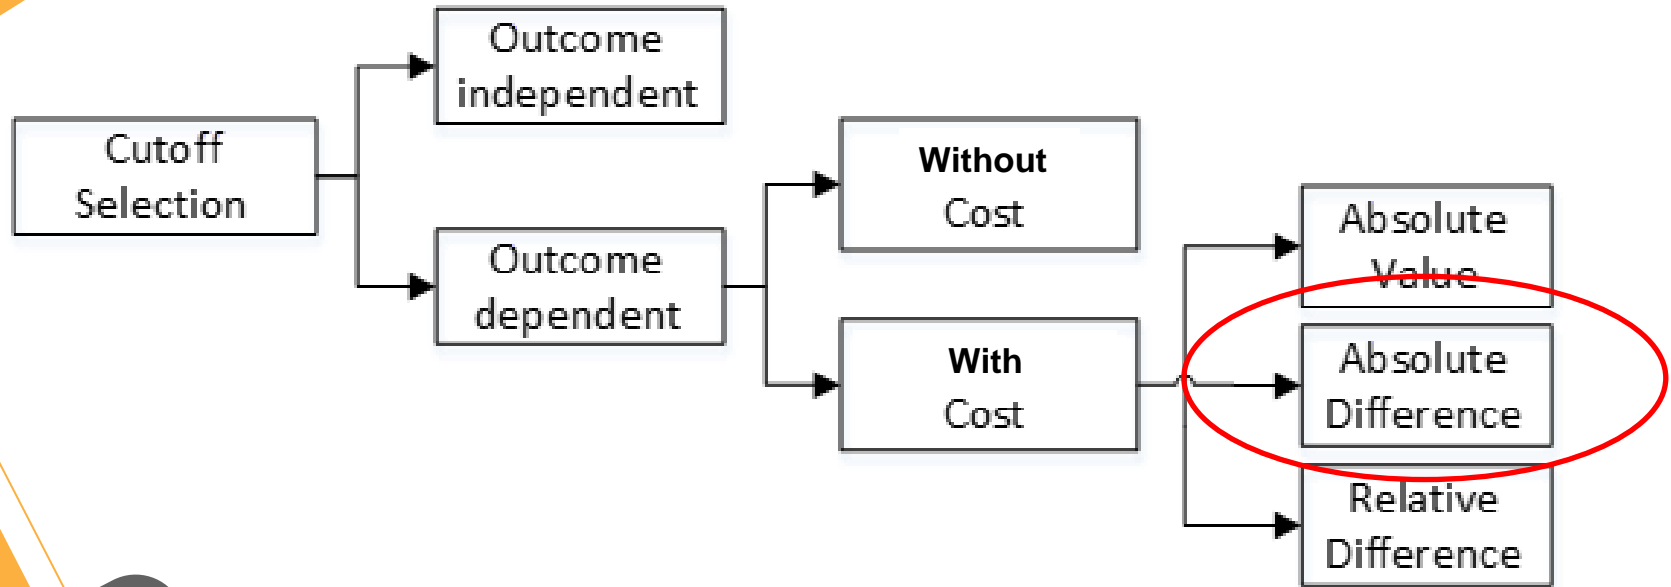 Outcome
independent
Cutoff
Selection
Outcome
dependent
Without
Cost
With
Cost
Absolute
Value
Absolute
Difference
Relative
Difference